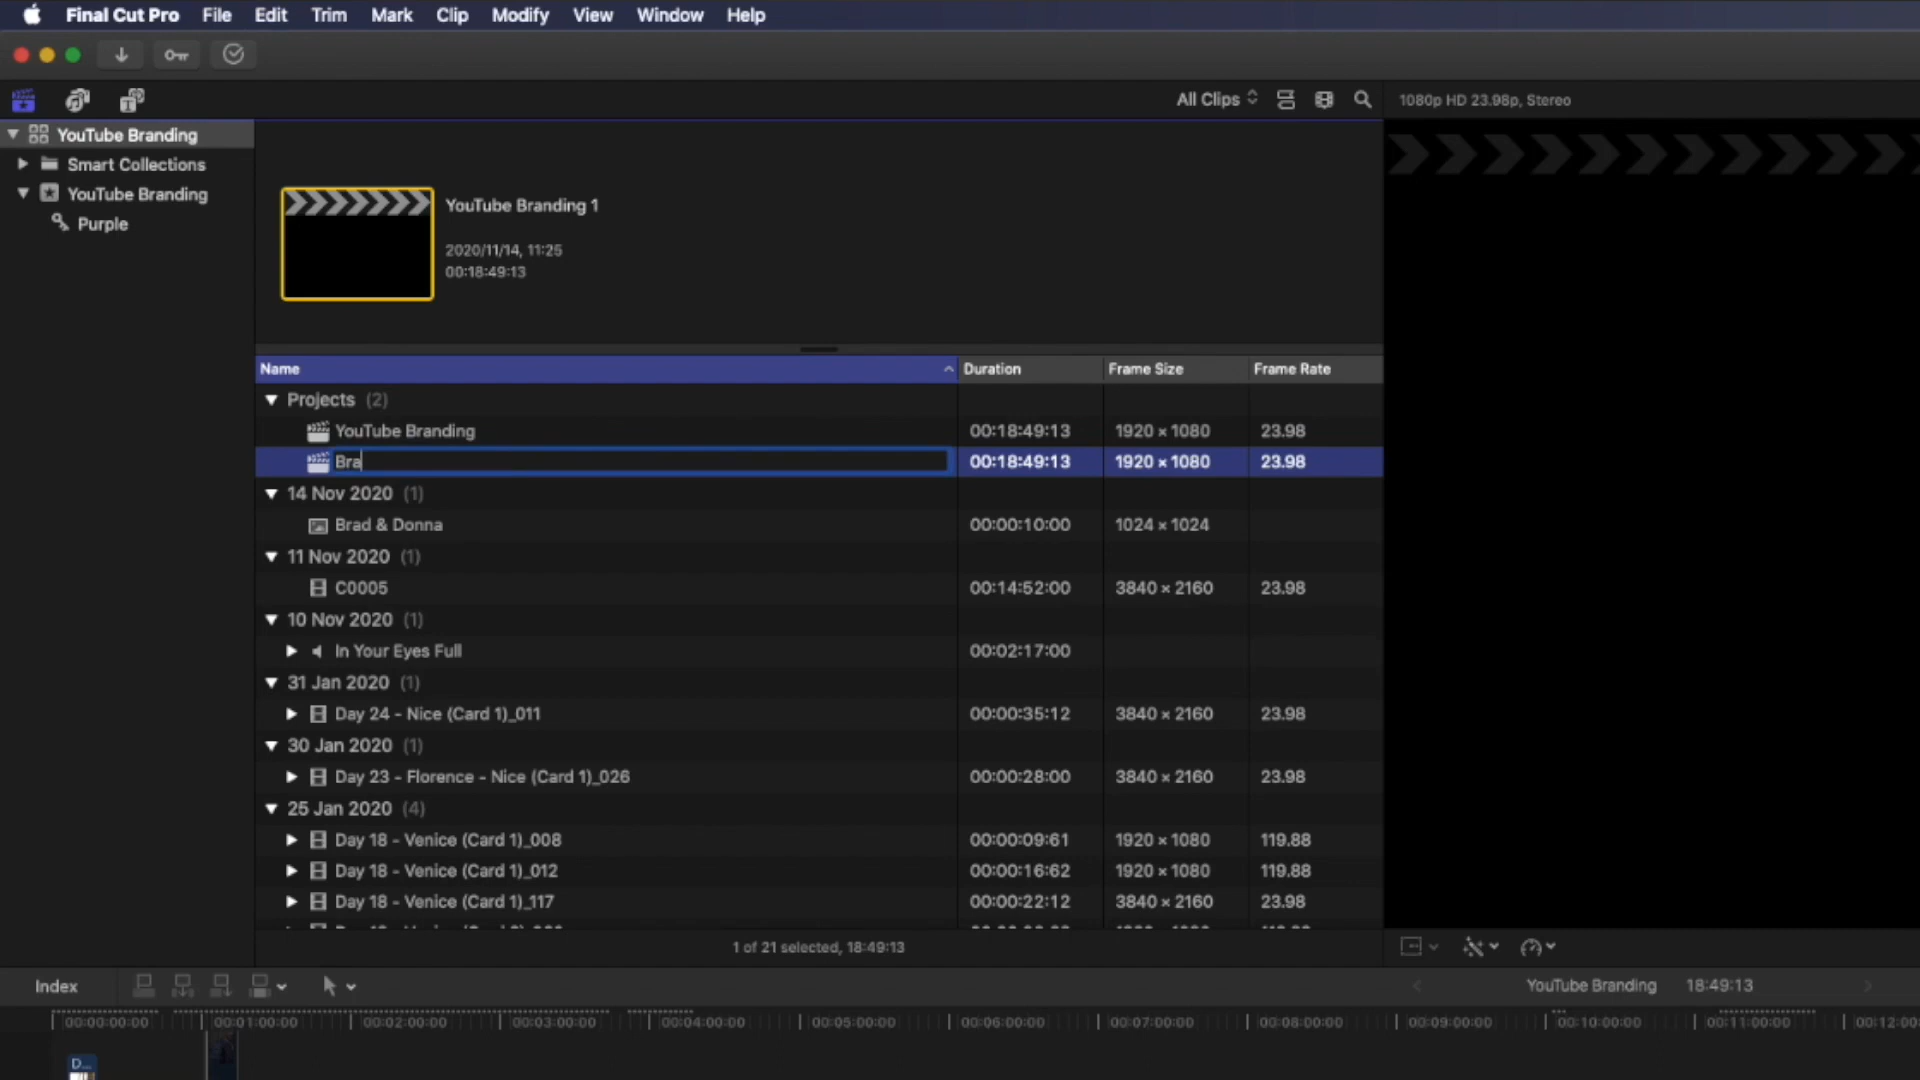 Final Cut Pro File Edit Trim Mark Clip Modify View Window Help
All Clips
1080p HD 23.98p, Stereo
YouTube Branding
Smart Collections
YouTube Branding
Purple
YouTube Branding 1
2020/11/14, 11:25
00:18:49:13
Name Duration Frame Size Frame Rate
Projects (2)
YouTube Branding 00:18:49:13 1920 × 1080 23.98
Bra 00:18:49:13 1920 × 1080 23.98
14 Nov 2020 (1)
Brad & Donna 00:00:10:00 1024 × 1024
11 Nov 2020 (1)
C0005 00:14:52:00 3840 × 2160 23.98
10 Nov 2020 (1)
In Your Eyes Full 00:02:17:00
31 Jan 2020 (1)
Day 24 - Nice (Card 1)_011 00:00:35:12 3840 × 2160 23.98
30 Jan 2020 (1)
Day 23 - Florence - Nice (Card 1)_026 00:00:28:00 3840 × 2160 23.98
25 Jan 2020 (4)
Day 18 - Venice (Card 1)_008 00:00:09:61 1920 × 1080 119.88
Day 18 - Venice (Card 1)_012 00:00:16:62 1920 × 1080 119.88
Day 18 - Venice (Card 1)_117 00:00:22:12 3840 × 2160 23.98
1 of 21 selected, 18:49:13
Index
YouTube Branding 18:49:13
00:00:00:00 00:01:00:00 00:02:00:00 00:03:00:00 00:04:00:00 00:05:00:00 00:06:00:00 00:07:00:00 00:08:00:00 00:09:00:00 00:10:00:00 00:11:00:00 00:12:00
D...